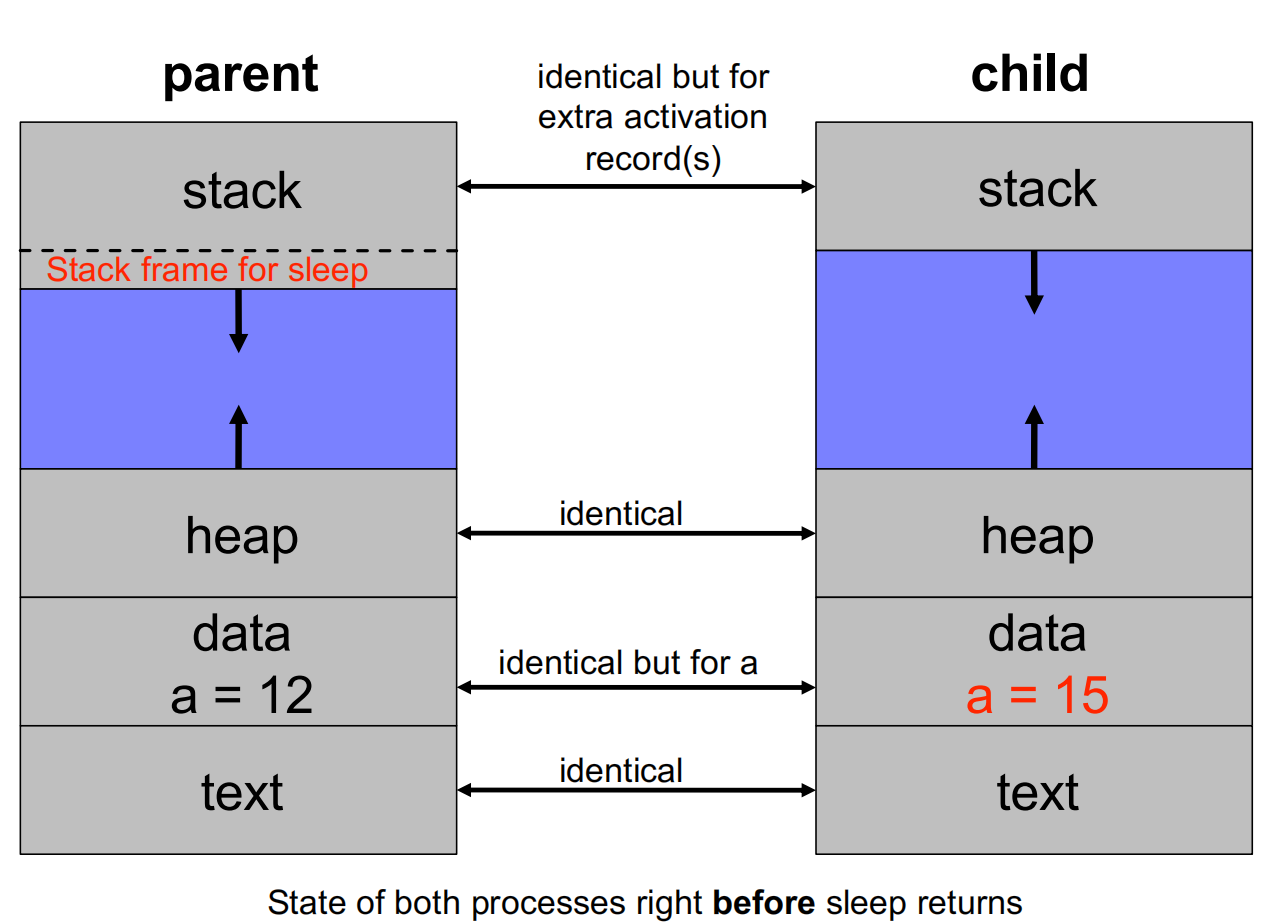 parent
identical but for
extra activation
record(s)
child
stack
stack
Stack frame for sleep
identical
heap
heap
data
a = 12
identical but for a
data
a = 15
identical
text
text
State of both processes right before sleep returns